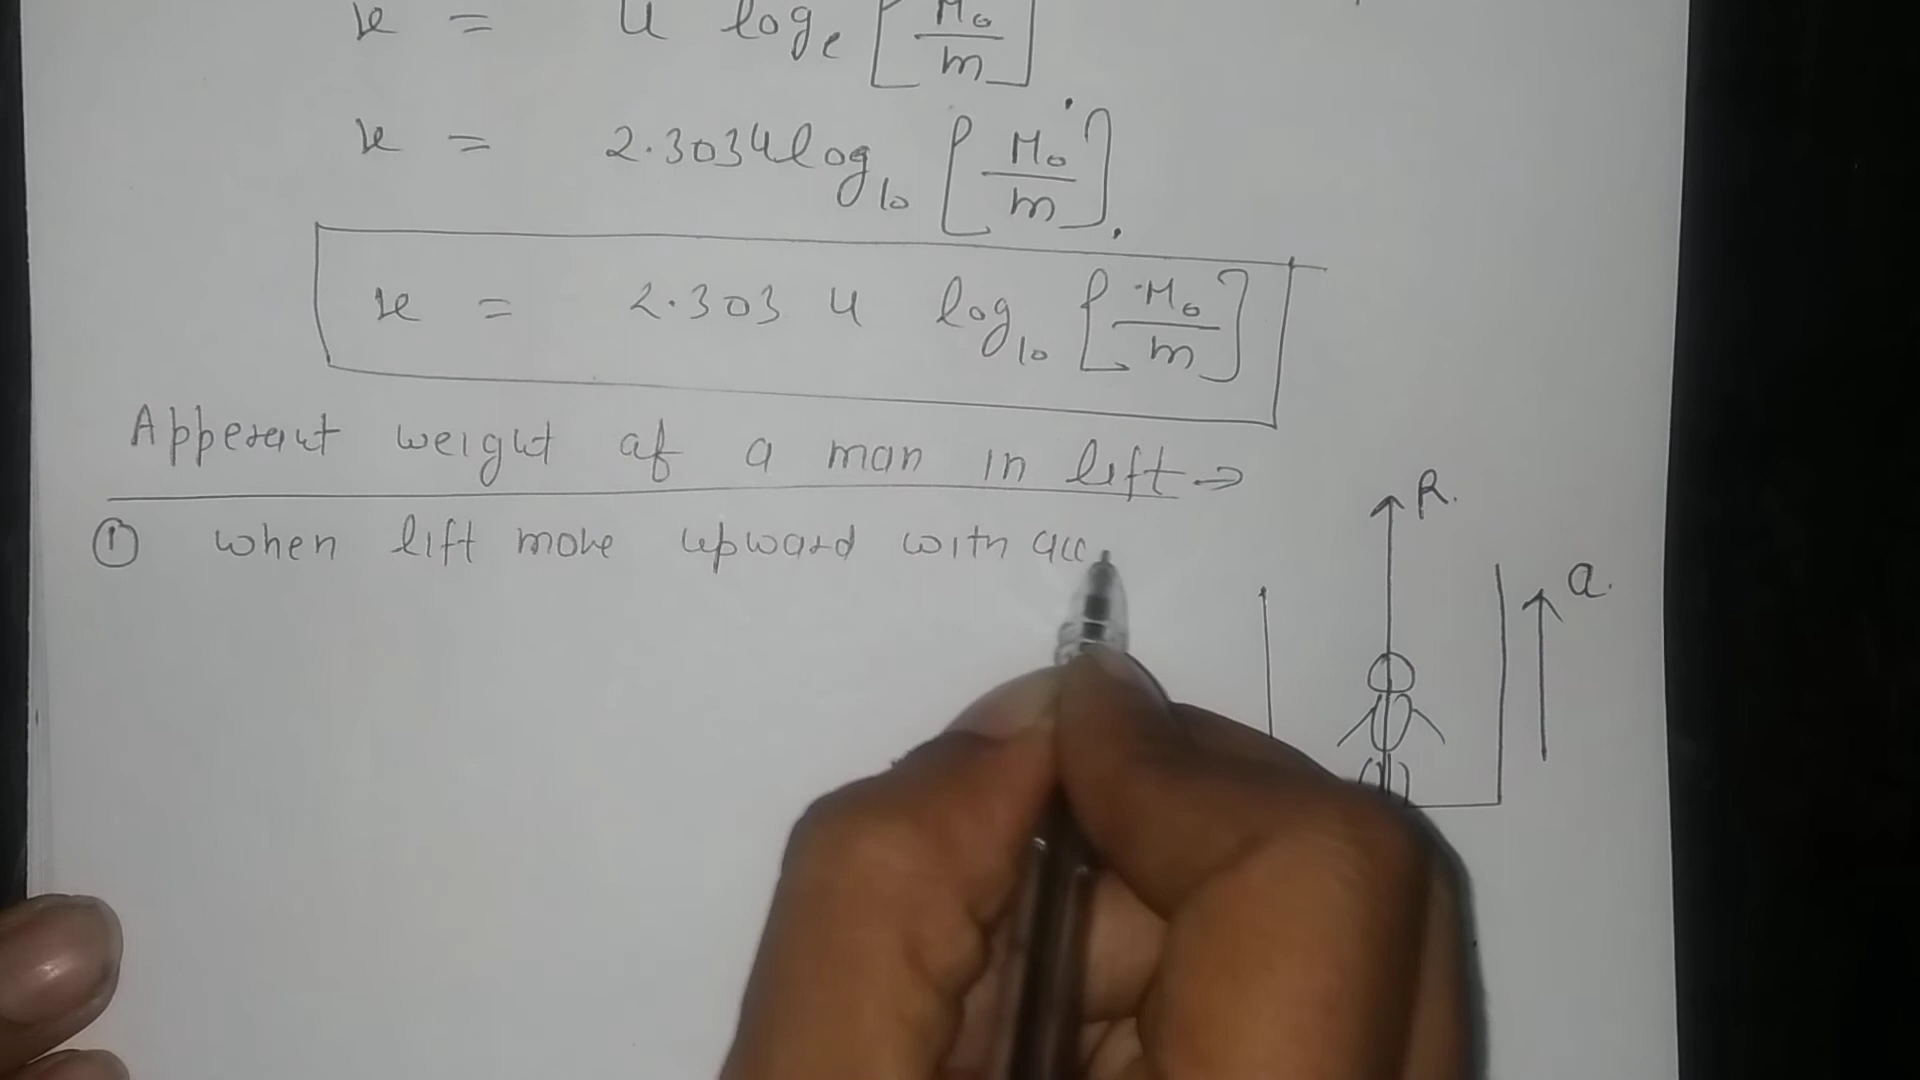 v = u logₑ [M₀/m]
v = 2.303 u log₁₀ [M₀/m].
v = 2.303 u log₁₀ [M₀/m]
Apperent weight of a man in lift →
① when lift move upward with acc
R.
a.